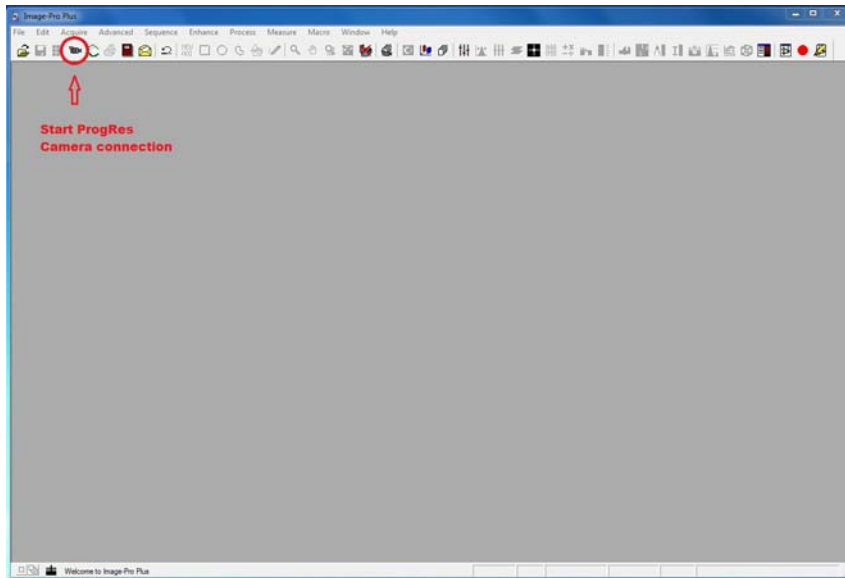 Image-Pro Plus
File Edit Acquire Advanced Sequence Enhance Process Measure Macro Window Help
Start ProgRes
Camera connection
Welcome to Image-Pro Plus